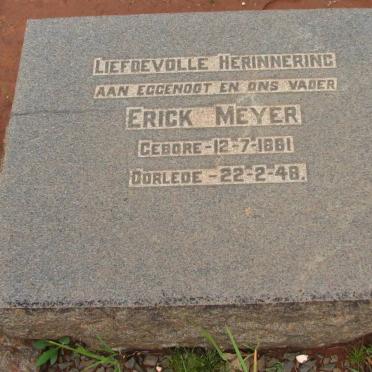 LIEFDEVOLLE HERINNERING
AAN EGGENOOT EN ONS VADER
ERICK MEYER
GEBORE-12-7-1881
OORLEDE-22-2-48.